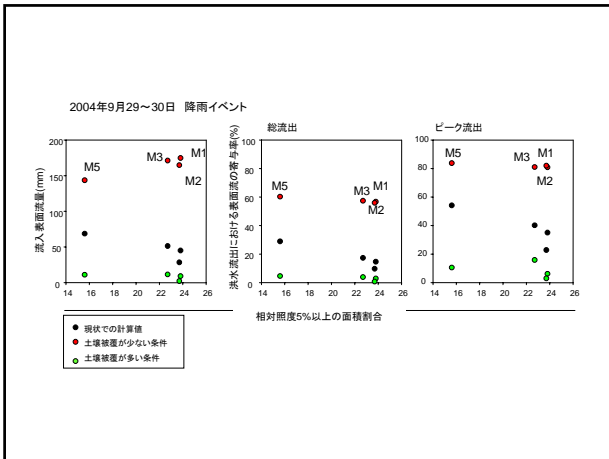 2004年9月29～30日 降雨イベント
総流出
ピーク流出
流入表面流量(mm)
200
150
100
50
0
14 16 18 20 22 24 26
M5
M3
M1
M2
洪水流出における表面流の寄与率(%)
100
80
60
40
20
0
14 16 18 20 22 24 26
M5
M3
M1
M2
100
80
60
40
20
0
14 16 18 20 22 24 26
M5
M3
M1
M2
相対照度5%以上の面積割合
現状での計算値
土壌被覆が少ない条件
土壌被覆が多い条件